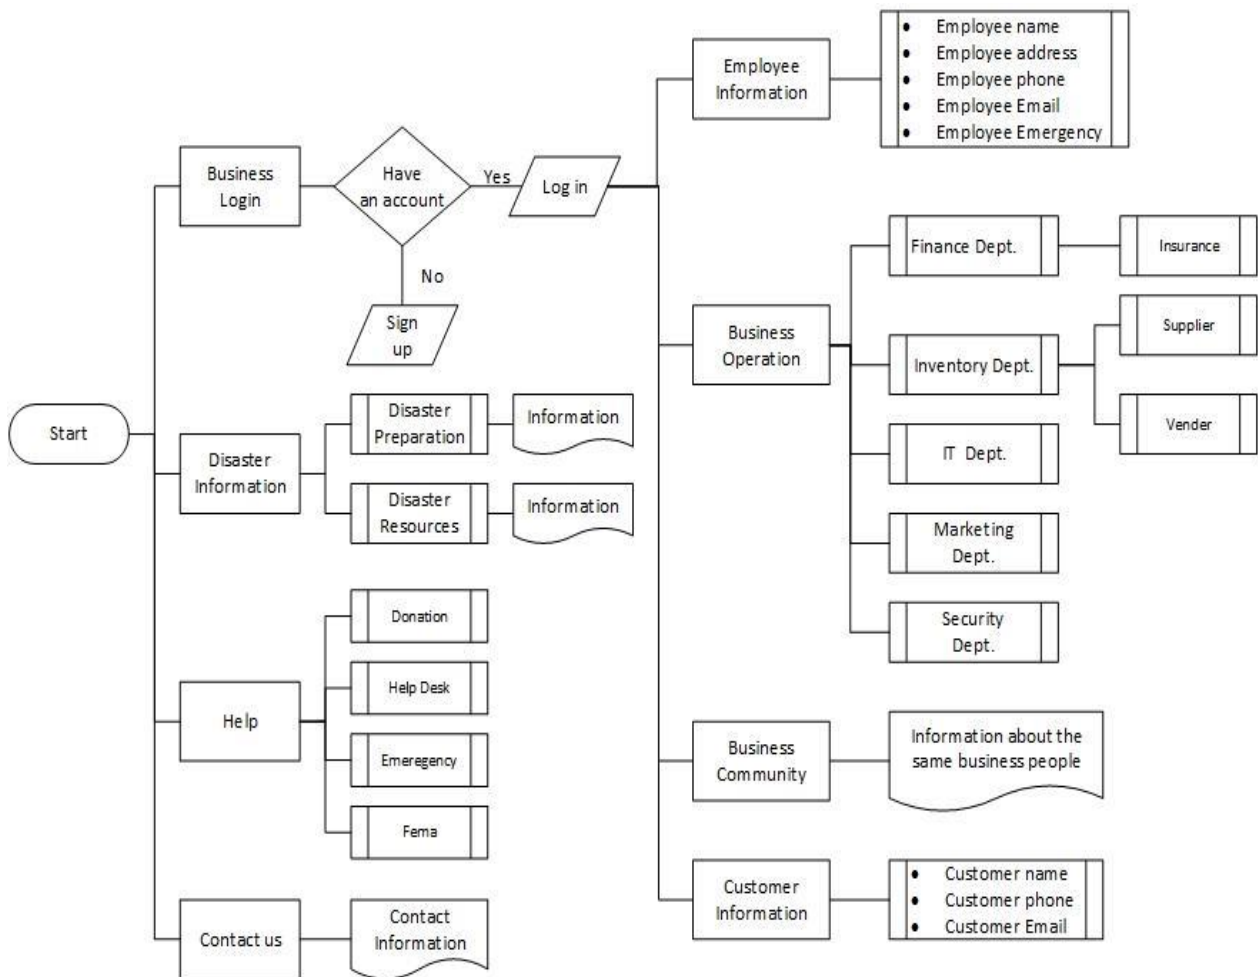 Start
Business
Login
Have
an account
Yes
Log in
No
Sign
up
Disaster
Information
Disaster
Preparation
Information
Disaster
Resources
Information
Help
Donation
Help Desk
Emeregency
Fema
Contact us
Contact
Information
Employee
Information
• Employee name
• Employee address
• Employee phone
• Employee Email
• Employee Emergency
Business
Operation
Finance Dept.
Insurance
Inventory Dept.
Supplier
Vender
IT Dept.
Marketing
Dept.
Security
Dept.
Business
Community
Information about the
same business people
Customer
Information
• Customer name
• Customer phone
• Customer Email